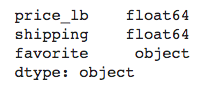 price_lb    float64
shipping    float64
favorite     object
dtype: object